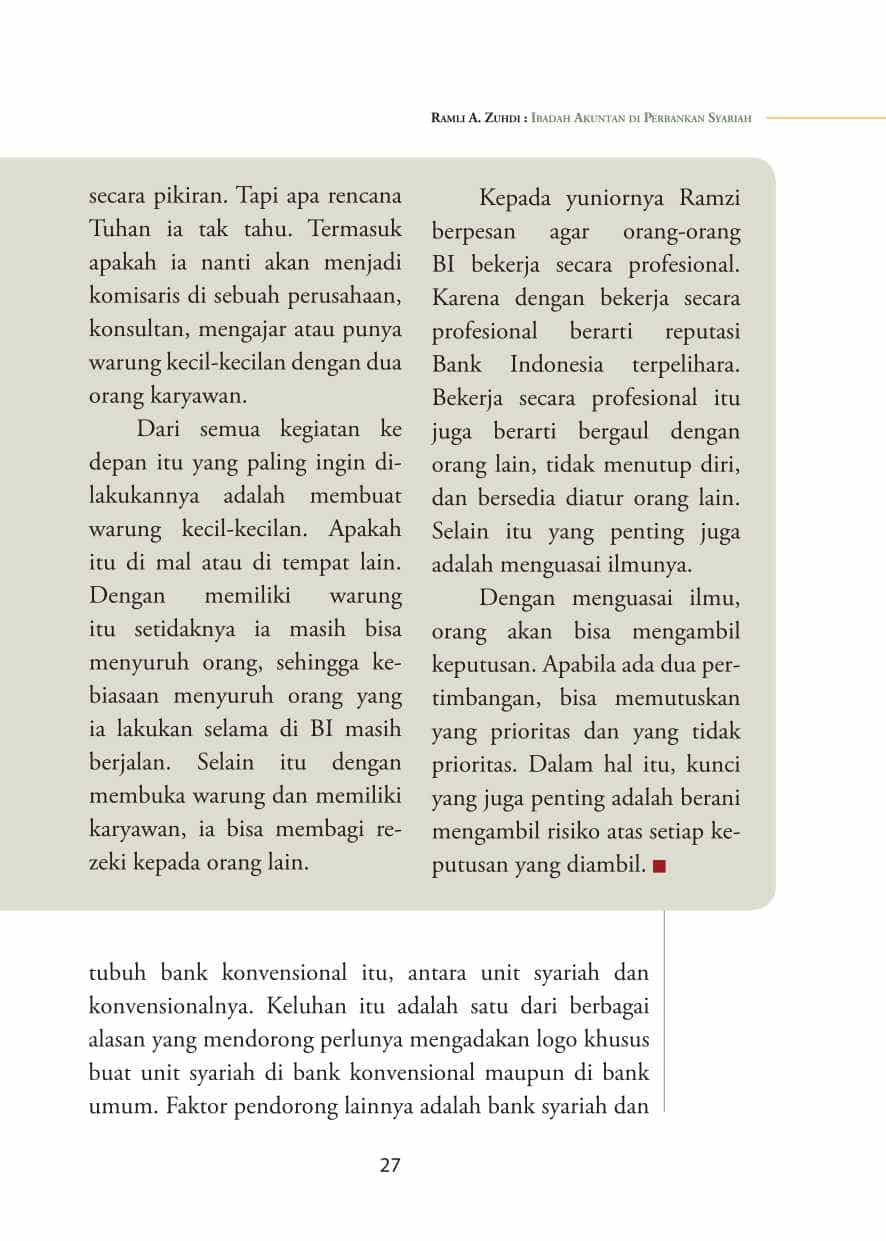 RAMLI A. ZUHDI : IBADAH AKUNTAN DI PERBANKAN SYARIAH
secara pikiran. Tapi apa rencana
Tuhan ia tak tahu. Termasuk
apakah ia nanti akan menjadi
komisaris di sebuah perusahaan,
konsultan, mengajar atau punya
warung kecil-kecilan dengan dua
orang karyawan.
Dari semua kegiatan ke
depan itu yang paling ingin di-
lakukannya adalah membuat
warung kecil-kecilan. Apakah
itu di mal atau di tempat lain.
Dengan memiliki warung
itu setidaknya ia masih bisa
menyuruh orang, sehingga ke-
biasaan menyuruh orang yang
ia lakukan selama di BI masih
berjalan. Selain itu dengan
membuka warung dan memiliki
karyawan, ia bisa membagi re-
zeki kepada orang lain.
Kepada yuniornya Ramzi
berpesan agar orang-orang
BI bekerja secara profesional.
Karena dengan bekerja secara
profesional berarti reputasi
Bank Indonesia terpelihara.
Bekerja secara profesional itu
juga berarti bergaul dengan
orang lain, tidak menutup diri,
dan bersedia diatur orang lain.
Selain itu yang penting juga
adalah menguasai ilmunya.
Dengan menguasai ilmu,
orang akan bisa mengambil
keputusan. Apabila ada dua per-
timbangan, bisa memutuskan
yang prioritas dan yang tidak
prioritas. Dalam hal itu, kunci
yang juga penting adalah berani
mengambil risiko atas setiap ke-
putusan yang diambil.
tubuh bank konvensional itu, antara unit syariah dan
konvensionalnya. Keluhan itu adalah satu dari berbagai
alasan yang mendorong perlunya mengadakan logo khusus
buat unit syariah di bank konvensional maupun di bank
umum. Faktor pendorong lainnya adalah bank syariah dan
27